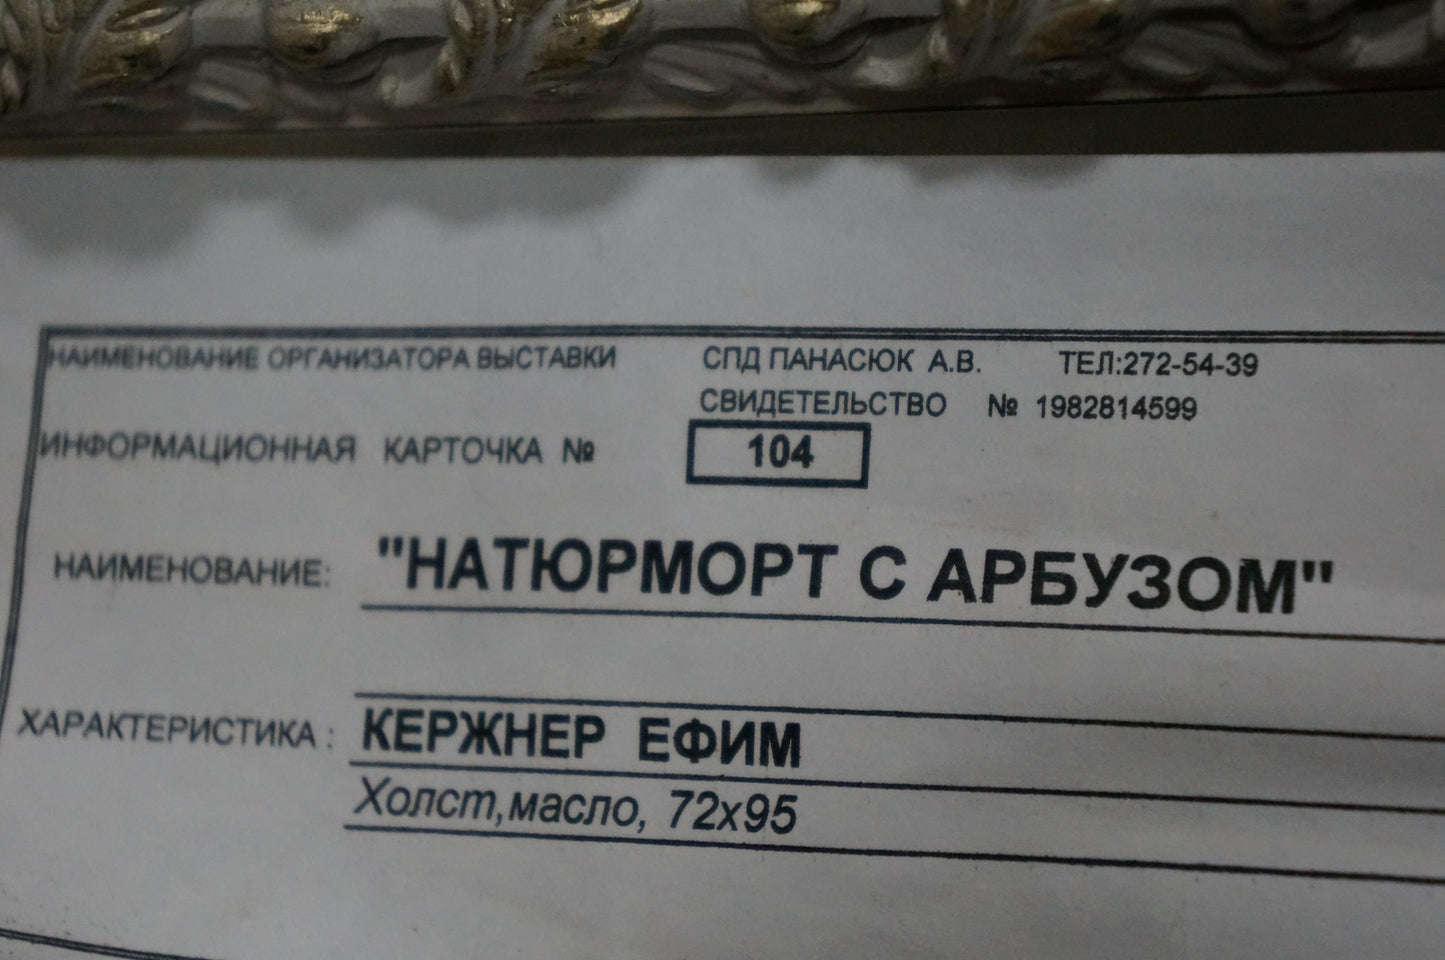 НАИМЕНОВАНИЕ ОРГАНИЗАТОРА ВЫСТАВКИ СПД ПАНАСЮК А.В. ТЕЛ:272-54-39
СВИДЕТЕЛЬСТВО № 1982814599
ИНФОРМАЦИОННАЯ КАРТОЧКА № 104
НАИМЕНОВАНИЕ: "НАТЮРМОРТ С АРБУЗОМ"
ХАРАКТЕРИСТИКА : КЕРЖНЕР ЕФИМ
Холст,масло, 72х95